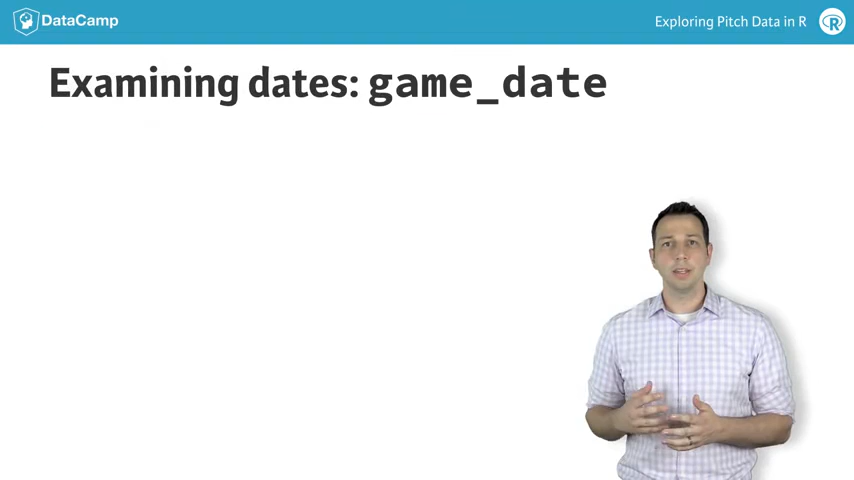 DataCamp
Exploring Pitch Data in R
R
Examining dates: game_date